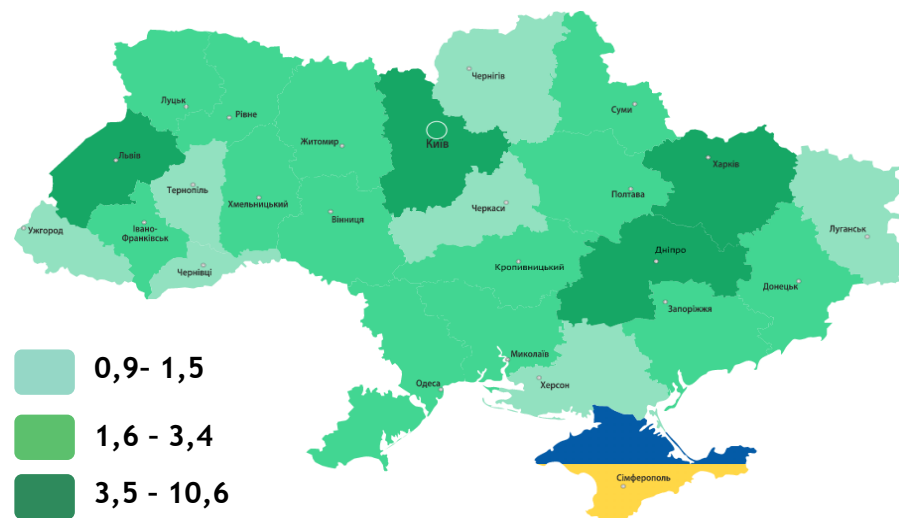 Чернігів
Луцьк
Рівне
Суми
Житомир
Київ
Львів
Харків
Тернопіль
Хмельницький
Полтава
Черкаси
Вінниця
Ужгород
Івано-
Франківськ
Луганськ
Чернівці
Дніпро
Кропивницький
Донецьк
Запоріжжя
Миколаїв
Херсон
Одеса
Сімферополь
0,9- 1,5
1,6 - 3,4
3,5 - 10,6